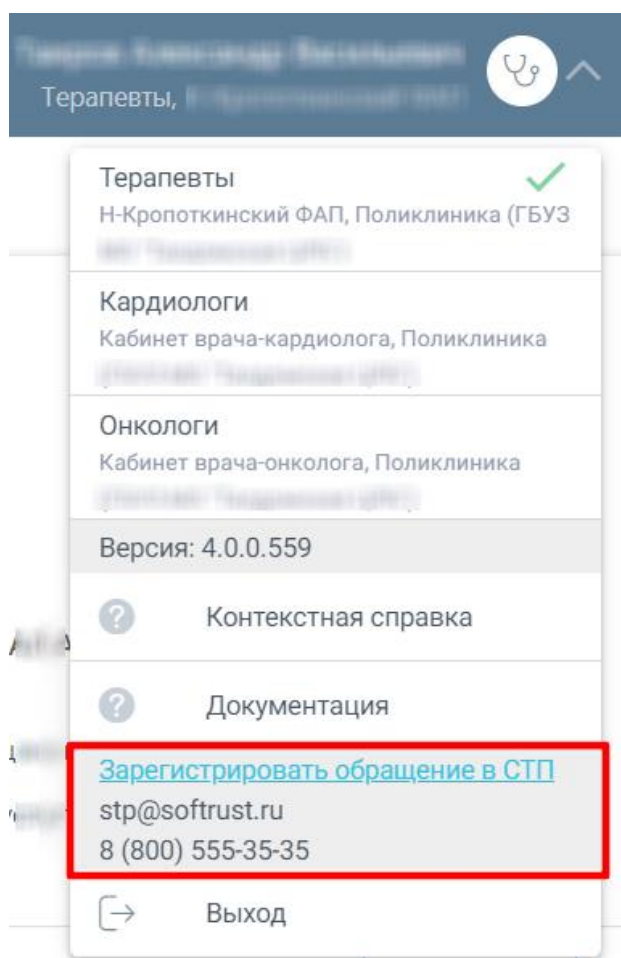 Терапевты,
Терапевты
Н-Кропоткинский ФАП, Поликлиника (ГБУЗ
Кардиологи
Кабинет врача-кардиолога, Поликлиника
Онкологи
Кабинет врача-онколога, Поликлиника
Версия: 4.0.0.559
Контекстная справка
Документация
Зарегистрировать обращение в СТП
stp@softrust.ru
8 (800) 555-35-35
Выход